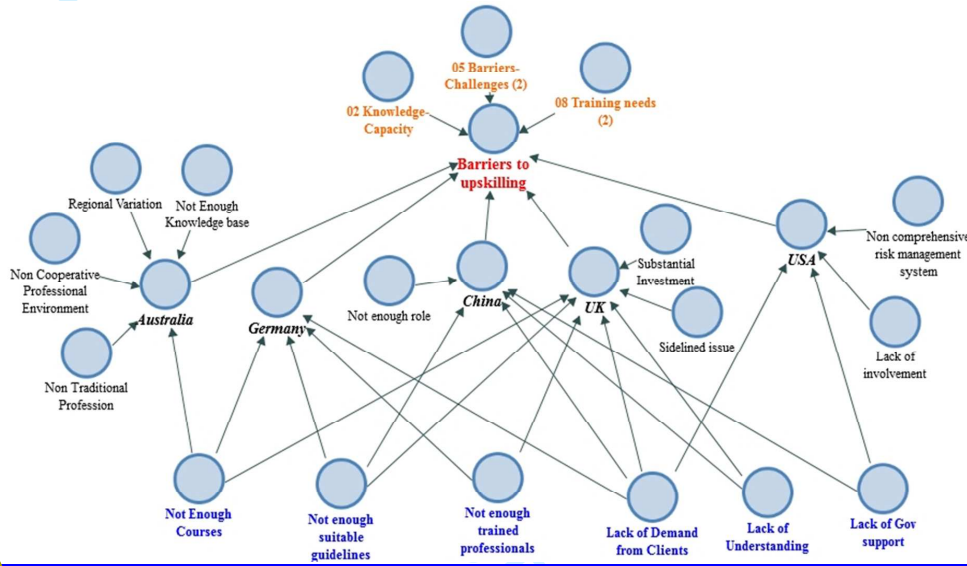 05 Barriers-
Challenges (2)
02 Knowledge-
Capacity
08 Training needs
(2)
Barriers to
upskilling
Regional Variation
Not Enough
Knowledge base
Non Cooperative
Professional
Environment
Australia
Non Traditional
Profession
Germany
Not enough role
China
UK
Substantial
Investment
Sidelined issue
USA
Non comprehensive
risk management
system
Lack of
involvement
Not Enough
Courses
Not enough
suitable
guidelines
Not enough
trained
professionals
Lack of Demand
from Clients
Lack of
Understanding
Lack of Gov
support